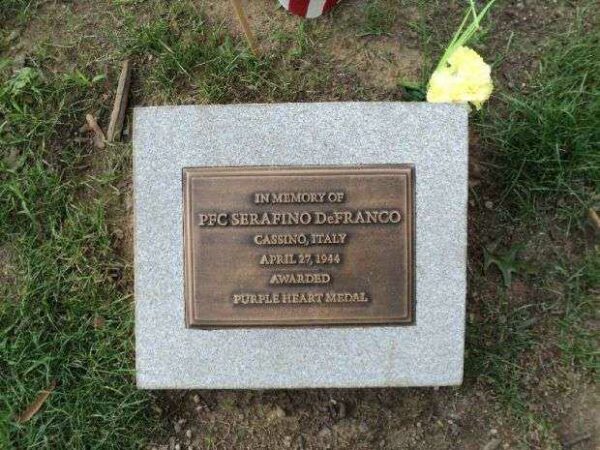 IN MEMORY OF
PFC SERAFINO DeFRANCO
CASSINO, ITALY
APRIL 27, 1944
AWARDED
PURPLE HEART MEDAL